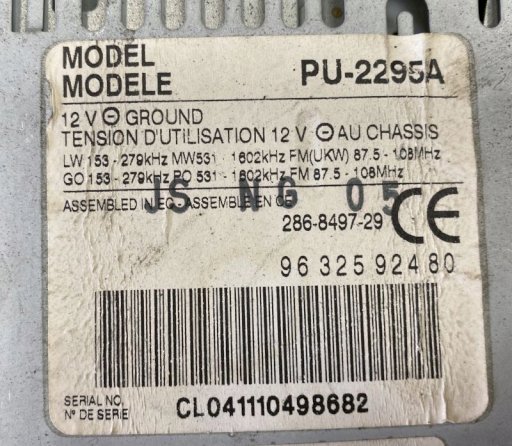 MODEL
MODELE PU-2295A
12 V ⊖ GROUND
TENSION D'UTILISATION 12 V ⊖ AU CHASSIS
LW 153 - 279kHz MW531 - 1602kHz FM(UKW) 87.5 - 108MHz
GO 153 - 279kHz PO 531 - 1602kHz FM 87.5 - 108MHz
JS NG 05
ASSEMBLED IN EC - ASSEMBLE EN CE
286-8497-29 CE
96 325 924 80
SERIAL NO.
N° DE SERIE CL041110498682